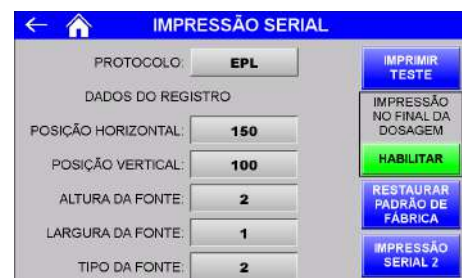 IMPRESSÃO SERIAL
PROTOCOLO: EPL
IMPRIMIR
TESTE
DADOS DO REGISTRO
IMPRESSÃO
NO FINAL DA
DOSAGEM
POSIÇÃO HORIZONTAL: 150
POSIÇÃO VERTICAL: 100
HABILITAR
ALTURA DA FONTE: 2
RESTAURAR
PADRÃO DE
FÁBRICA
LARGURA DA FONTE: 1
TIPO DA FONTE: 2
IMPRESSÃO
SERIAL 2